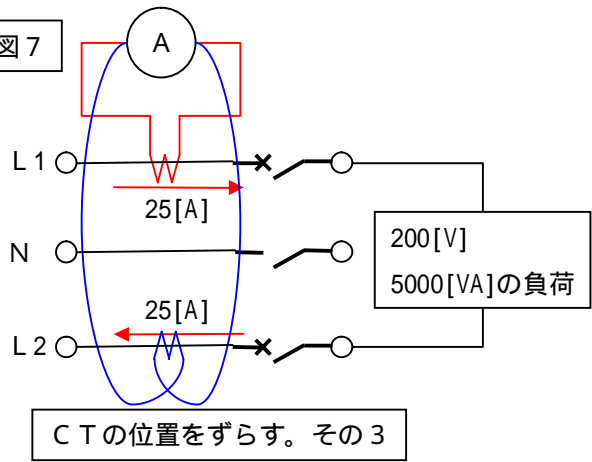 図7
A
L1
25[A]
N
200[V]
5000[VA]の負荷
25[A]
L2
CTの位置をずらす。その3